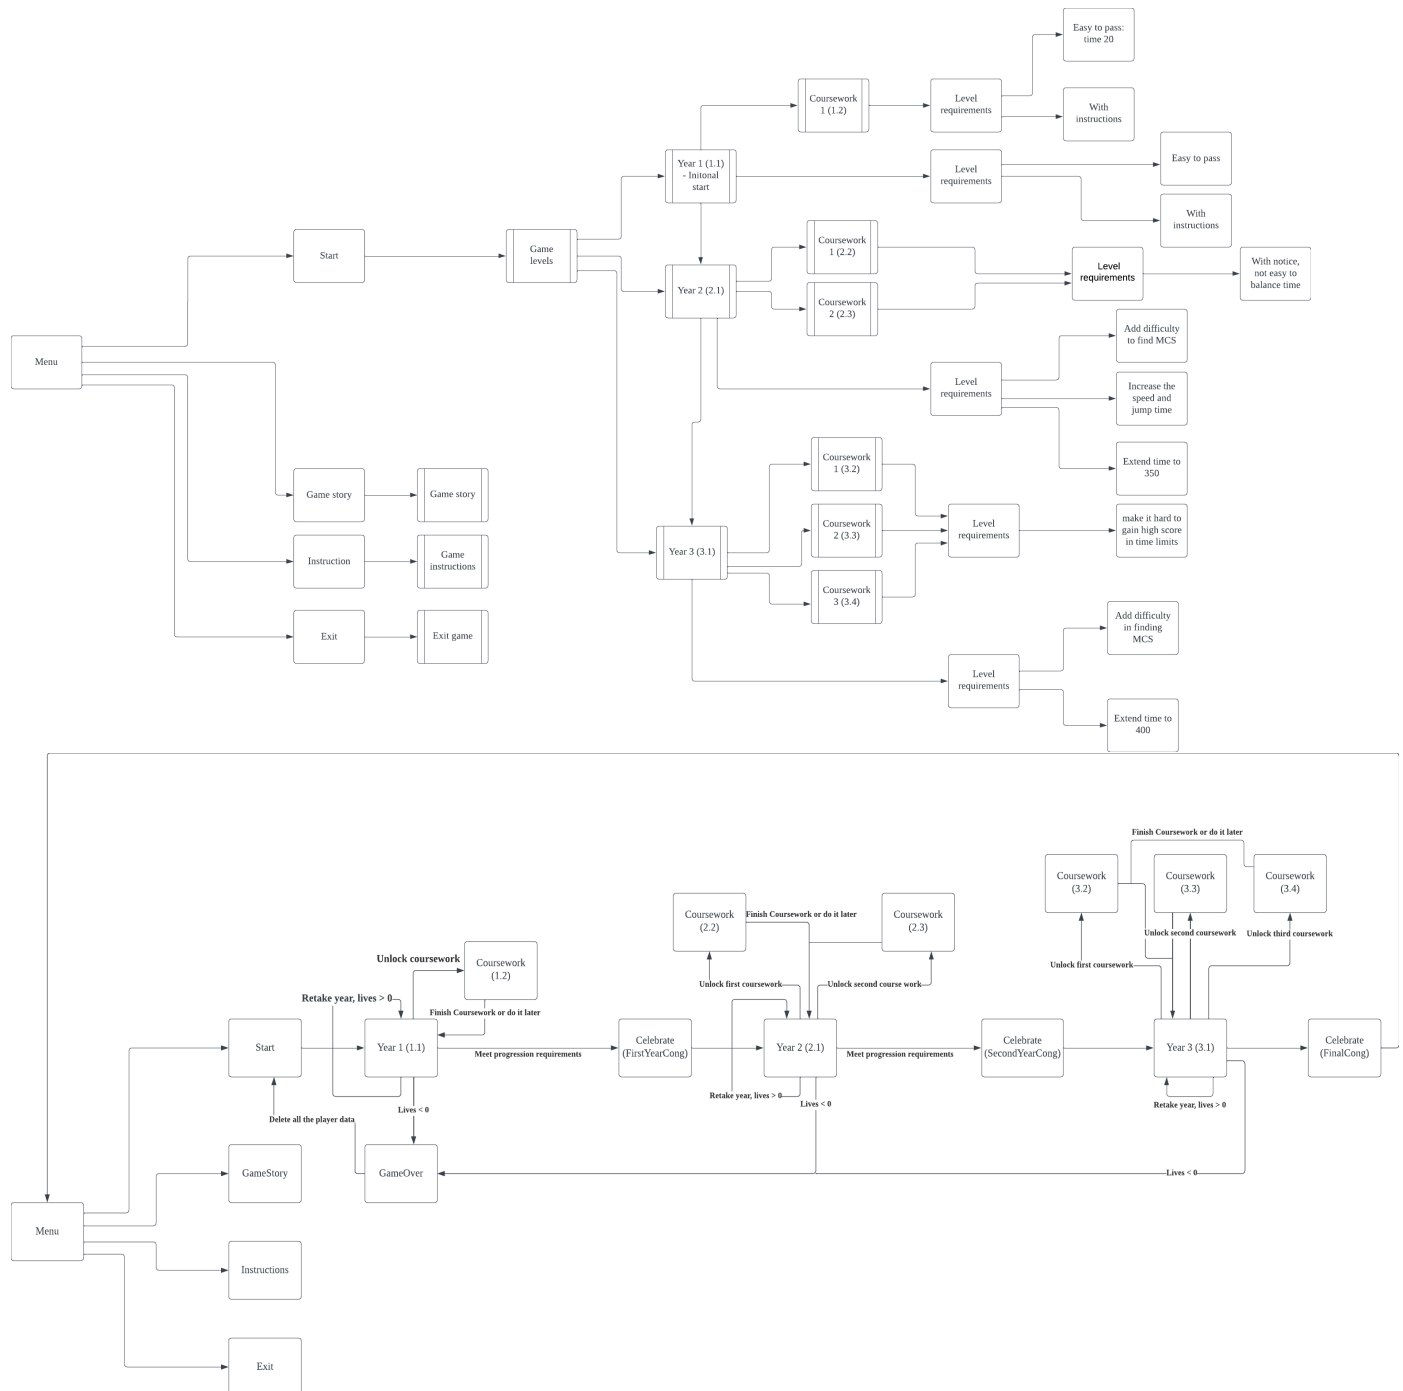 Easy to pass:
time 20
Coursework
1 (1.2)
Level
requirements
With
instructions
Year 1 (1.1)
- Initonal
start
Level
requirements
Easy to pass
With
instructions
Start
Game
levels
Coursework
1 (2.2)
Level
requirements
With notice,
not easy to
balance time
Year 2 (2.1)
Coursework
2 (2.3)
Menu
Add difficulty
to find MCS
Level
requirements
Increase the
speed and
jump time
Extend time to
350
Coursework
1 (3.2)
Game story
Game story
Coursework
2 (3.3)
Level
requirements
make it hard to
gain high score
in time limits
Year 3 (3.1)
Instruction
Game
instructions
Coursework
3 (3.4)
Exit
Exit game
Add difficulty
in finding
MCS
Level
requirements
Extend time to
400
Finish Coursework or do it later
Coursework
(3.2)
Coursework
(3.3)
Coursework
(3.4)
Coursework
(2.2)
Finish Coursework or do it later
Coursework
(2.3)
Unlock second coursework
Unlock third coursework
Unlock first coursework
Unlock coursework
Coursework
(1.2)
Unlock first coursework
Unlock second course work
Retake year, lives > 0
Finish Coursework or do it later
Start
Year 1 (1.1)
Meet progression requirements
Celebrate
(FirstYearCong)
Year 2 (2.1)
Meet progression requirements
Celebrate
(SecondYearCong)
Year 3 (3.1)
Celebrate
(FinalCong)
Retake year, lives > 0
Lives < 0
Retake year, lives > 0
Lives < 0
Delete all the player data
GameStory
GameOver
Lives < 0
Menu
Instructions
Exit